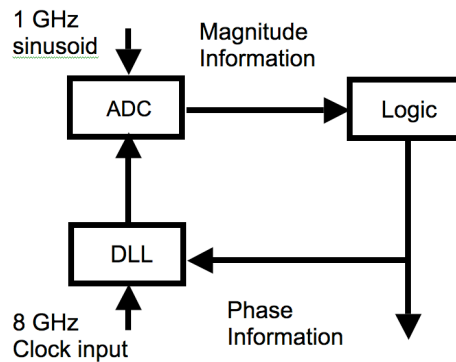 1 GHz
sinusoid
Magnitude
Information
ADC
Logic
DLL
8 GHz
Clock input
Phase
Information